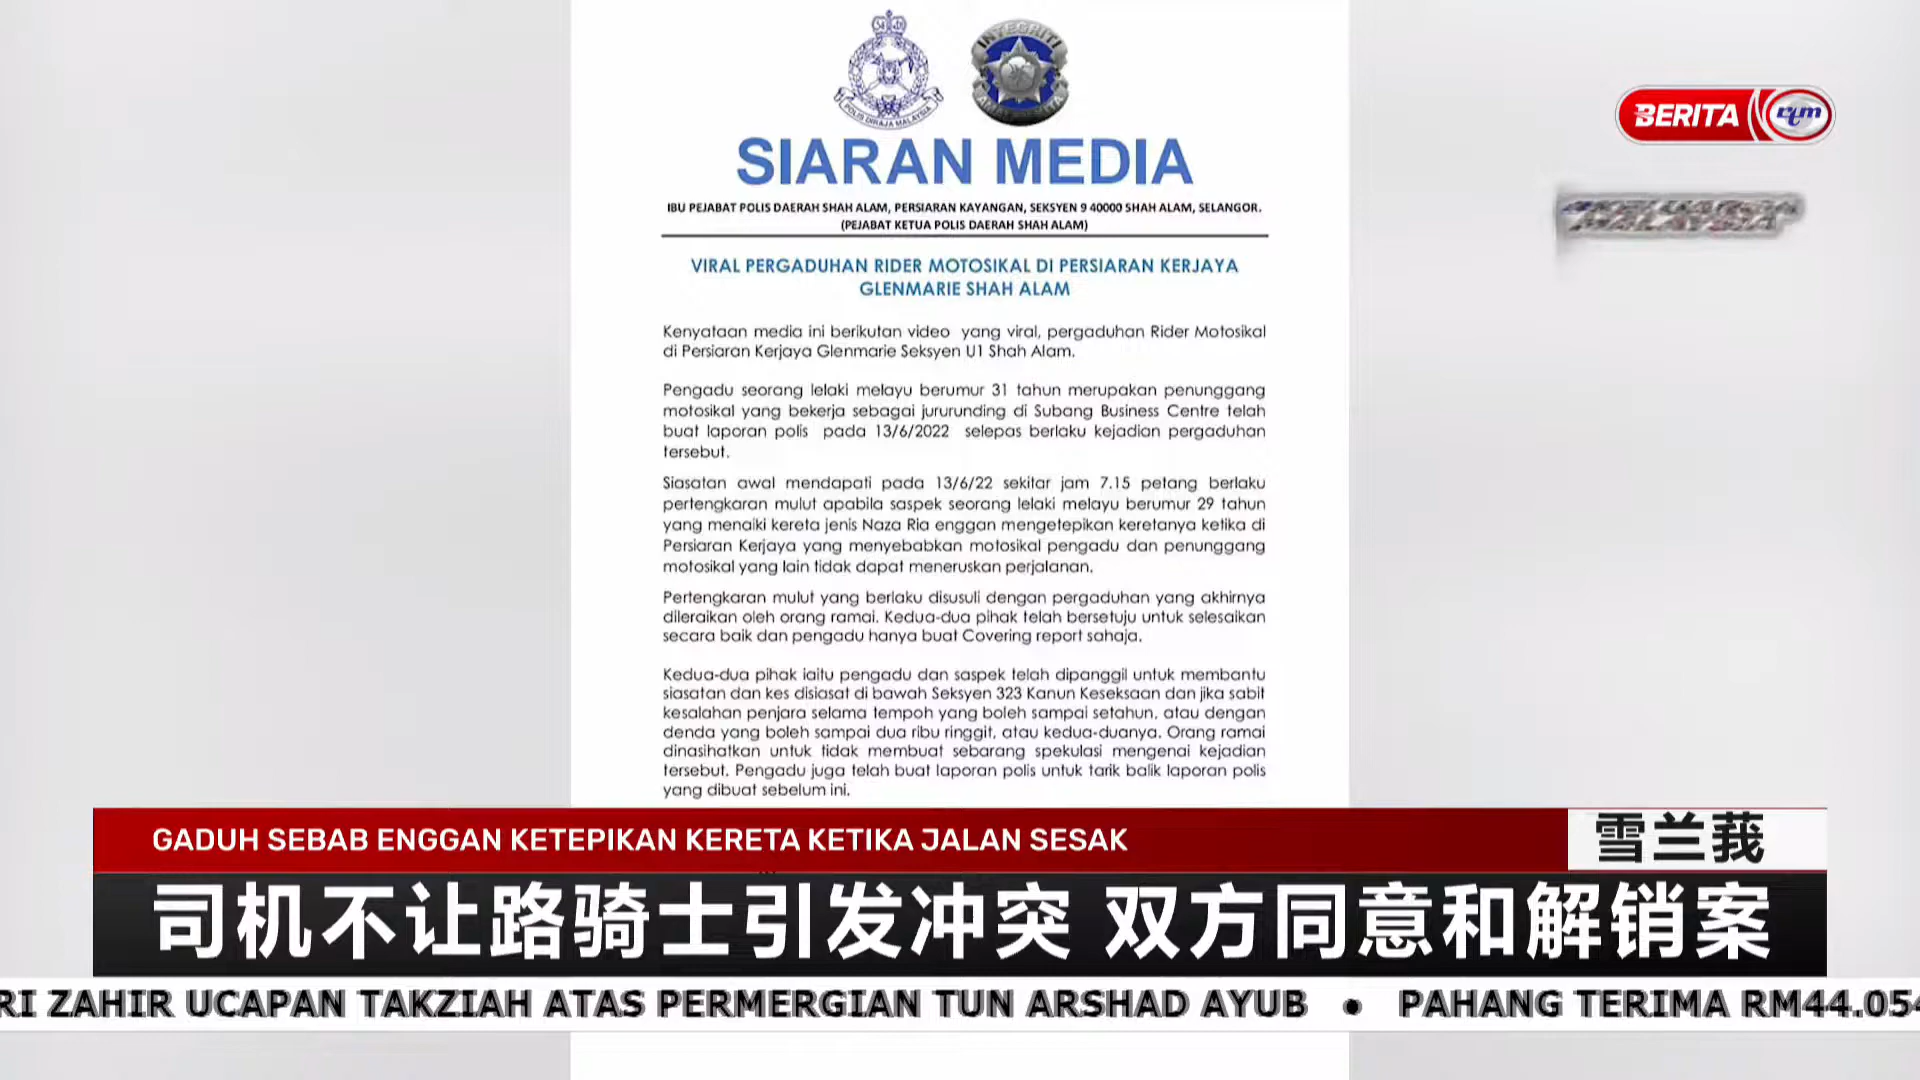 POLIS DIRAJA MALAYSIA
INTEGRITI
BERITA rtm
SIARAN MEDIA
IBU PEJABAT POLIS DAERAH SHAH ALAM, PERSIARAN KAYANGAN, SEKSYEN 9 40000 SHAH ALAM, SELANGOR.
(PEJABAT KETUA POLIS DAERAH SHAH ALAM)
VIRAL PERGADUHAN RIDER MOTOSIKAL DI PERSIARAN KERJAYA
GLENMARIE SHAH ALAM
Kenyataan media ini berikutan video yang viral, pergaduhan Rider Motosikal
di Persiaran Kerjaya Glenmarie Seksyen U1 Shah Alam.
Pengadu seorang lelaki melayu berumur 31 tahun merupakan penunggang
motosikal yang bekerja sebagai jururunding di Subang Business Centre telah
buat laporan polis pada 13/6/2022 selepas berlaku kejadian pergaduhan
tersebut.
Siasatan awal mendapati pada 13/6/22 sekitar jam 7.15 petang berlaku
pertengkaran mulut apabila saspek seorang lelaki melayu berumur 29 tahun
yang menaiki kereta jenis Naza Ria enggan mengetepikan keretanya ketika di
Persiaran Kerjaya yang menyebabkan motosikal pengadu dan penunggang
motosikal yang lain tidak dapat meneruskan perjalanan.
Pertengkaran mulut yang berlaku disusuli dengan pergaduhan yang akhirnya
dileraikan oleh orang ramai. Kedua-dua pihak telah bersetuju untuk selesaikan
secara baik dan pengadu hanya buat Covering report sahaja.
Kedua-dua pihak iaitu pengadu dan saspek telah dipanggil untuk membantu
siasatan dan kes disiasat di bawah Seksyen 323 Kanun Keseksaan dan jika sabit
kesalahan penjara selama tempoh yang boleh sampai setahun, atau dengan
denda yang boleh sampai dua ribu ringgit, atau kedua-duanya. Orang ramai
dinasihatkan untuk tidak membuat sebarang spekulasi mengenai kejadian
tersebut. Pengadu juga telah buat laporan polis untuk tarik balik laporan polis
yang dibuat sebelum ini.
GADUH SEBAB ENGGAN KETEPIKAN KERETA KETIKA JALAN SESAK
雪兰莪
司机不让路骑士引发冲突 双方同意和解销案
RI ZAHIR UCAPAN TAKZIAH ATAS PERMERGIAN TUN ARSHAD AYUB • PAHANG TERIMA RM44.054